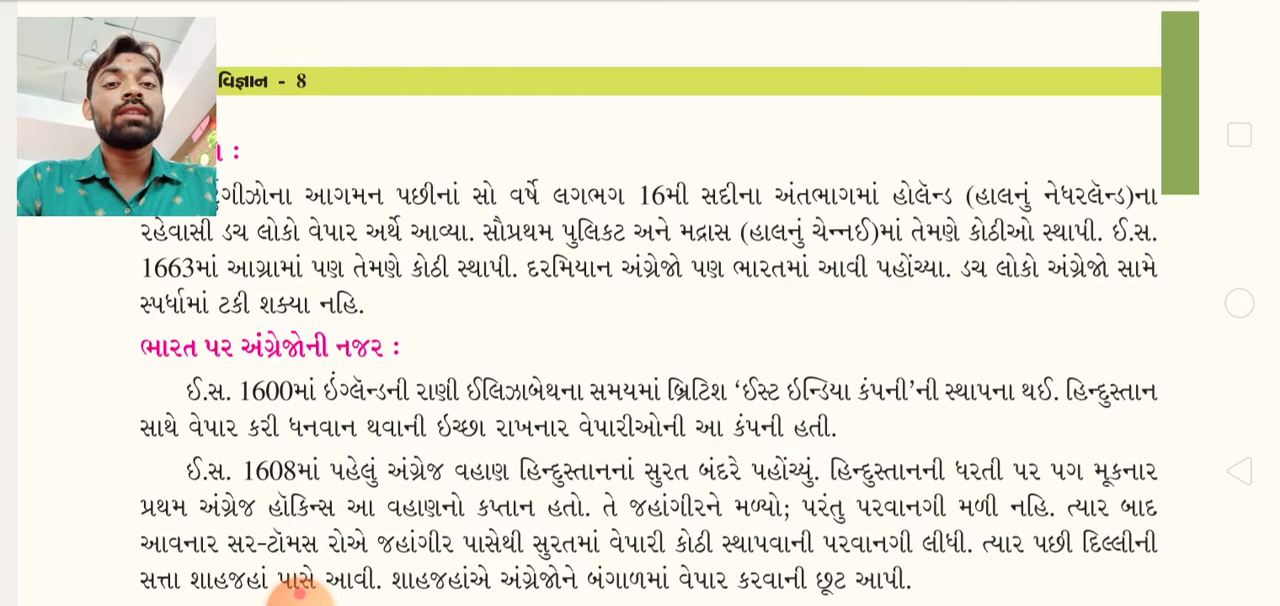 વિજ્ઞાન - 8
:
આગમન પછીનાં સો વર્ષે લગભગ 16મી સદીના અંતભાગમાં હોલૅન્ડ (હાલનું નેધરલૅન્ડ)ના
રહેવાસી ડચ લોકો વેપાર અર્થે આવ્યા. સૌપ્રથમ પુલિકટ અને મદ્રાસ (હાલનું ચેન્નઈ)માં તેમણે કોઠીઓ સ્થાપી. ઈ.સ.
1663માં આગ્રામાં પણ તેમણે કોઠી સ્થાપી. દરમિયાન અંગ્રેજો પણ ભારતમાં આવી પહોંચ્યા. ડચ લોકો અંગ્રેજો સામે
સ્પર્ધામાં ટકી શક્યા નહિ.
ભારત પર અંગ્રેજોની નજર :
ઈ.સ. 1600માં ઇંગ્લૅન્ડની રાણી ઈલિઝાબેથના સમયમાં બ્રિટિશ ‘ઈસ્ટ ઇન્ડિયા કંપની’ની સ્થાપના થઈ. હિન્દુસ્તાન
સાથે વેપાર કરી ધનવાન થવાની ઇચ્છા રાખનાર વેપારીઓની આ કંપની હતી.
ઈ.સ. 1608માં પહેલું અંગ્રેજ વહાણ હિન્દુસ્તાનનાં સુરત બંદરે પહોંચ્યું. હિન્દુસ્તાનની ધરતી પર પગ મૂકનાર
પ્રથમ અંગ્રેજ હૉકિન્સ આ વહાણનો કપ્તાન હતો. તે જહાંગીરને મળ્યો; પરંતુ પરવાનગી મળી નહિ. ત્યાર બાદ
આવનાર સર-ટૉમસ રોએ જહાંગીર પાસેથી સુરતમાં વેપારી કોઠી સ્થાપવાની પરવાનગી લીધી. ત્યાર પછી દિલ્લીની
સત્તા શાહજહાં પાસે આવી. શાહજહાંએ અંગ્રેજોને બંગાળમાં વેપાર કરવાની છૂટ આપી.